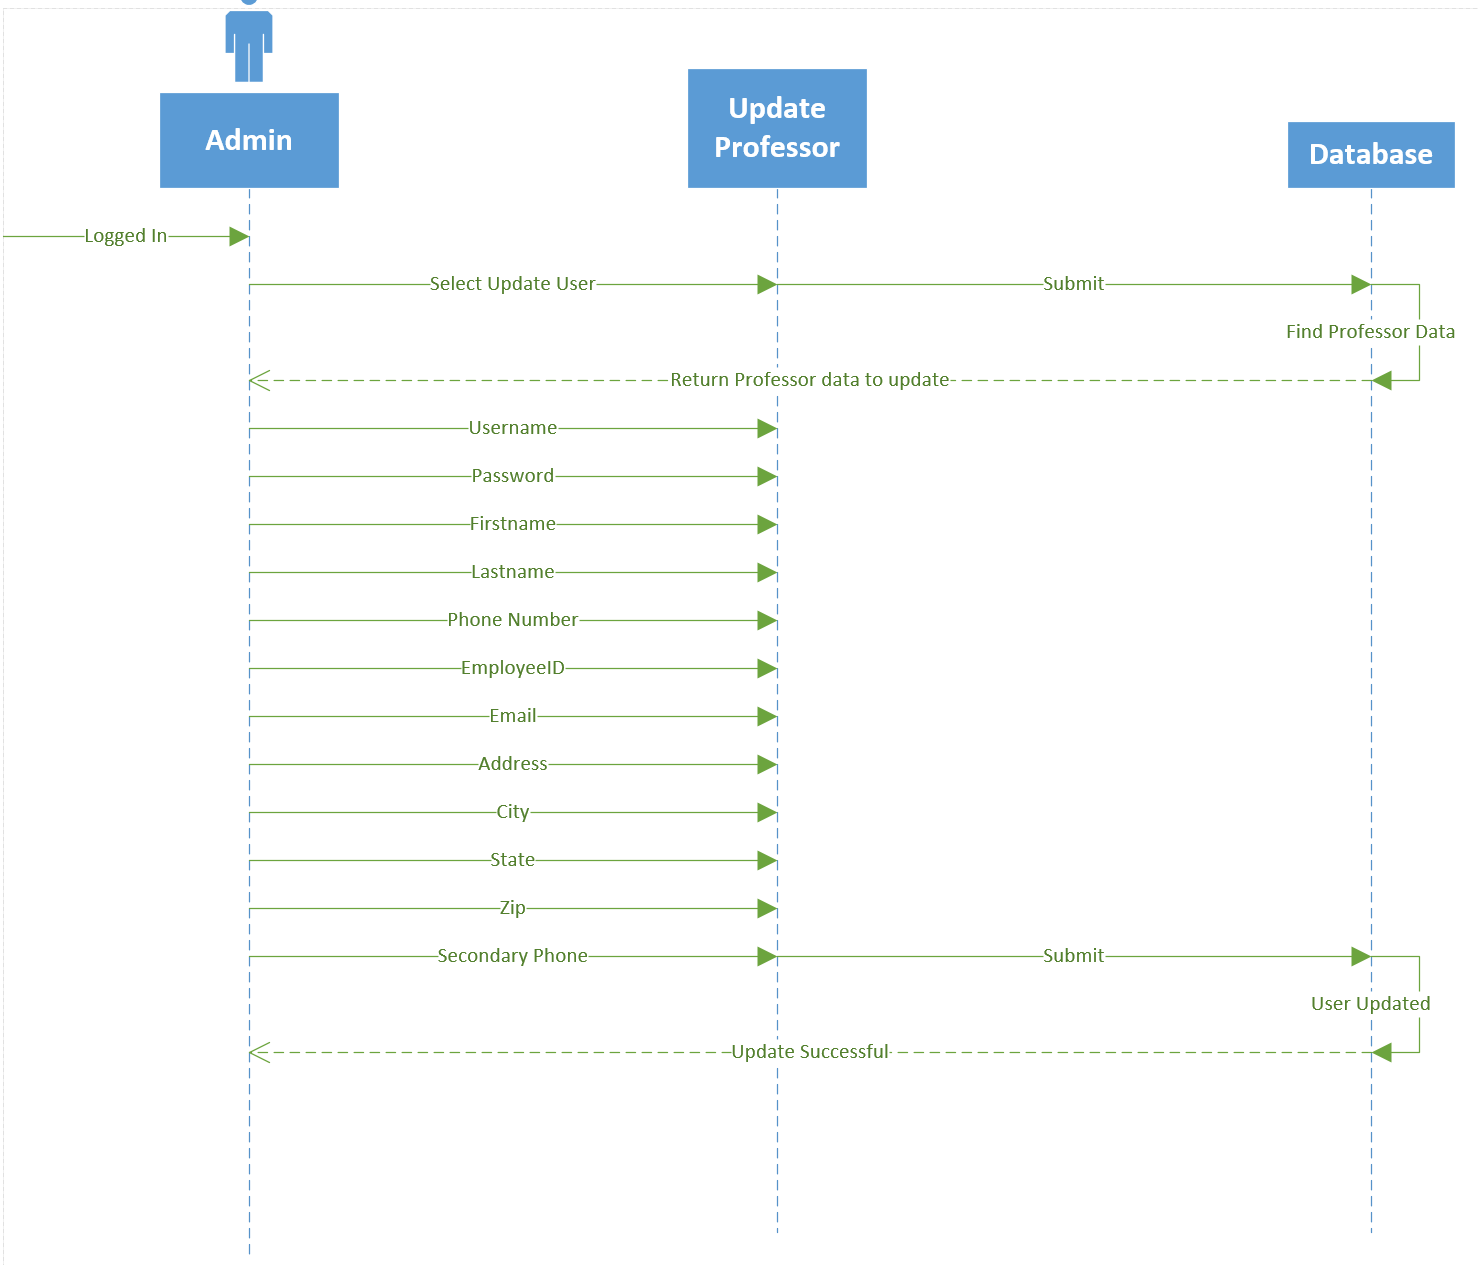 Admin
Update
Professor
Database
Logged In
Select Update User
Submit
Find Professor Data
Return Professor data to update
Username
Password
Firstname
Lastname
Phone Number
EmployeeID
Email
Address
City
State
Zip
Secondary Phone
Submit
User Updated
Update Successful